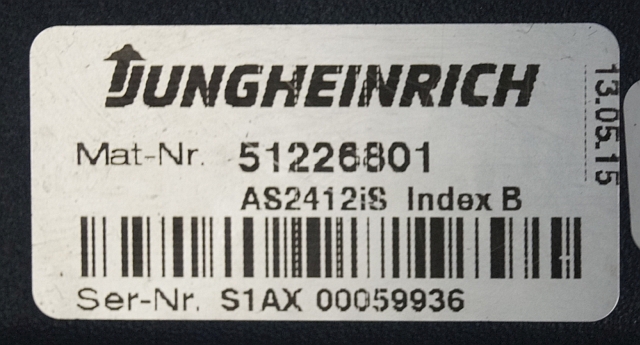 JUNGHEINRICH
Mat-Nr. 51226801
AS2412iS Index B
Ser-Nr. S1AX 00059936
13.05.15